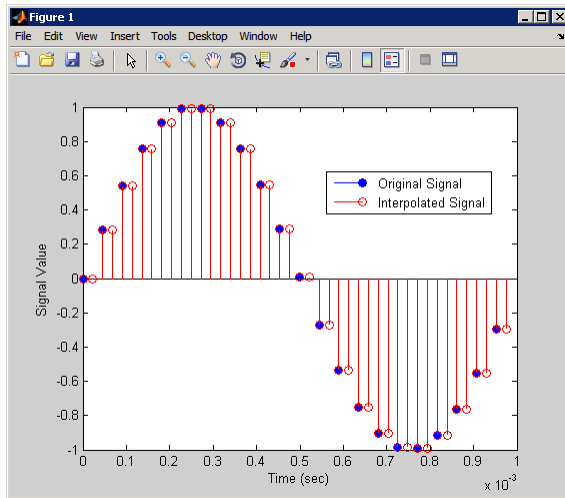 Figure 1
File Edit View Insert Tools Desktop Window Help
1
0.8
0.6
0.4
0.2
0
-0.2
-0.4
-0.6
-0.8
-1
Signal Value
Original Signal
Interpolated Signal
0 0.1 0.2 0.3 0.4 0.5 0.6 0.7 0.8 0.9 1
Time (sec)
x 10^-3